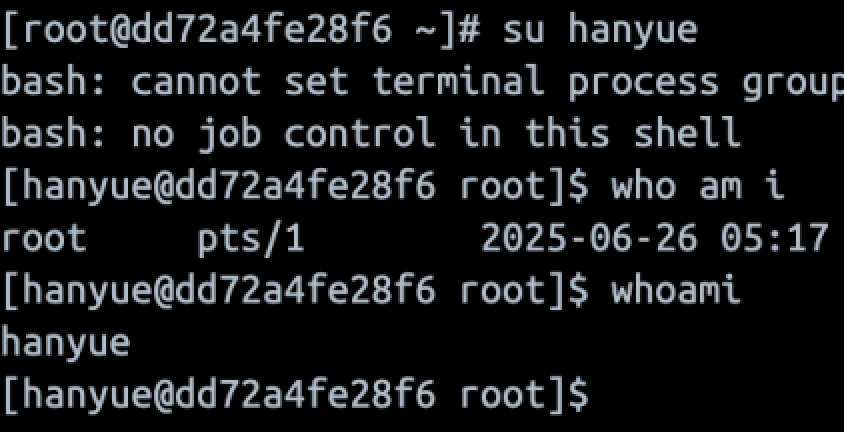 [root@dd72a4fe28f6 ~]# su hanyue
bash: cannot set terminal process group
bash: no job control in this shell
[hanyue@dd72a4fe28f6 root]$ who am i
root     pts/1        2025-06-26 05:17
[hanyue@dd72a4fe28f6 root]$ whoami
hanyue
[hanyue@dd72a4fe28f6 root]$